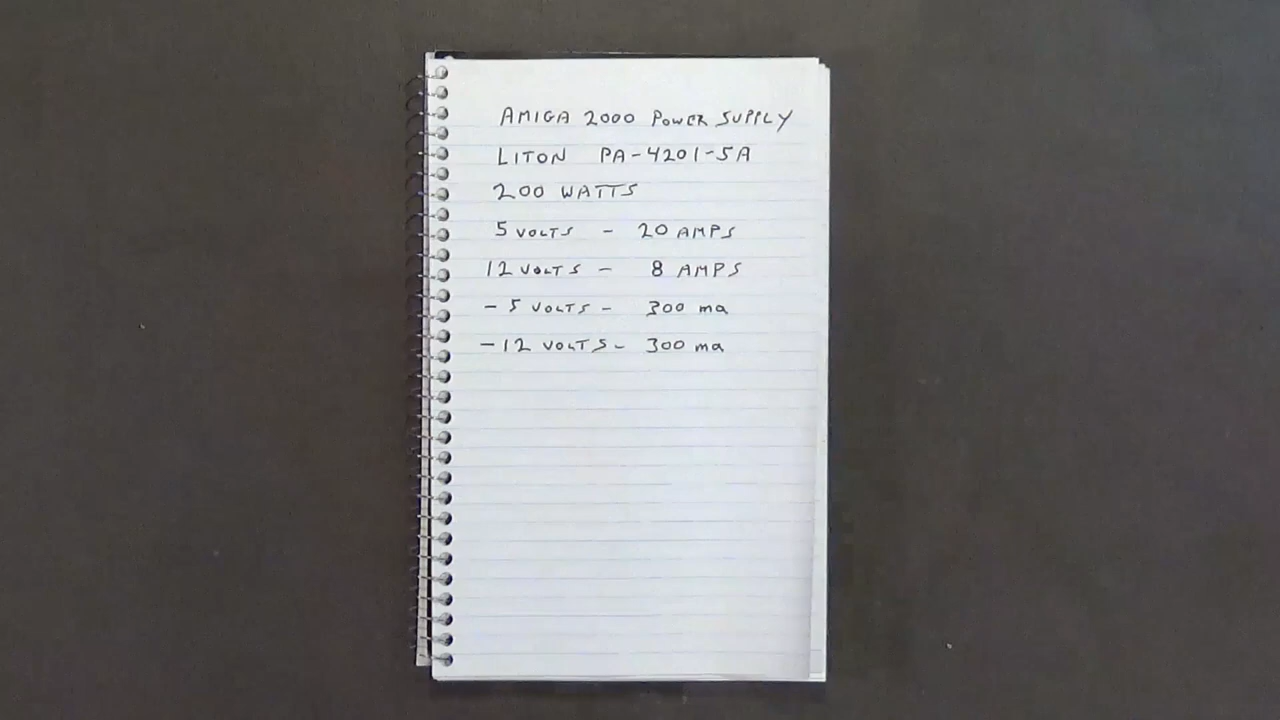 AMIGA 2000 POWER SUPPLY
LITON PA-4201-5A
200 WATTS
5 VOLTS - 20 AMPS
12 VOLTS - 8 AMPS
-5 VOLTS - 300 ma
-12 VOLTS - 300 ma